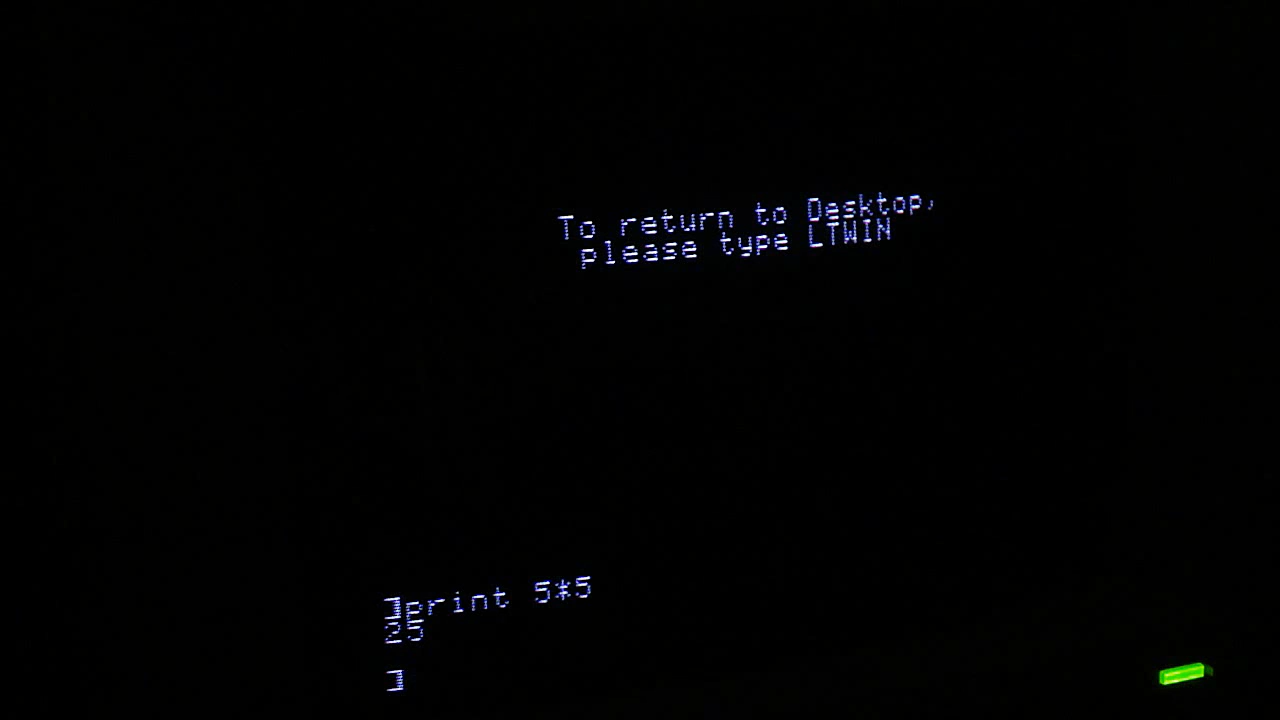 To return to Desktop,
please type LTWIN
]print 5*5
25
]